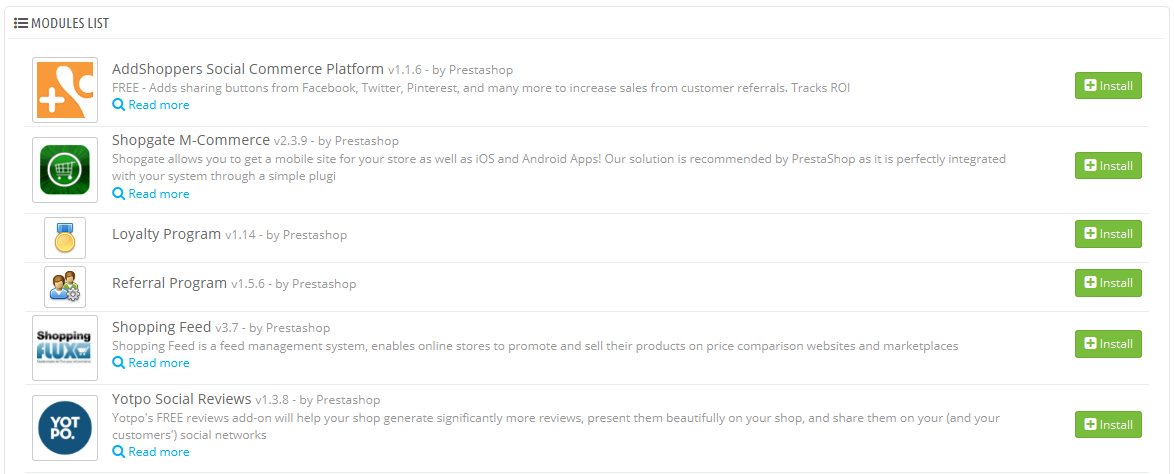 MODULES LIST
AddShoppers Social Commerce Platform v1.1.6 - by Prestashop
FREE - Adds sharing buttons from Facebook, Twitter, Pinterest, and many more to increase sales from customer referrals. Tracks ROI
Read more
Install
Shopgate M-Commerce v2.3.9 - by Prestashop
Shopgate allows you to get a mobile site for your store as well as iOS and Android Apps! Our solution is recommended by PrestaShop as it is perfectly integrated
with your system through a simple plugi
Read more
Install
Loyalty Program v1.14 - by Prestashop
Install
Referral Program v1.5.6 - by Prestashop
Install
Shopping
FLUX
Shopping Feed v3.7 - by Prestashop
Shopping Feed is a feed management system, enables online stores to promote and sell their products on price comparison websites and marketplaces
Read more
Install
YOT
PO.
Yotpo Social Reviews v1.3.8 - by Prestashop
Yotpo's FREE reviews add-on will help your shop generate significantly more reviews, present them beautifully on your shop, and share them on your (and your
customers') social networks
Read more
Install